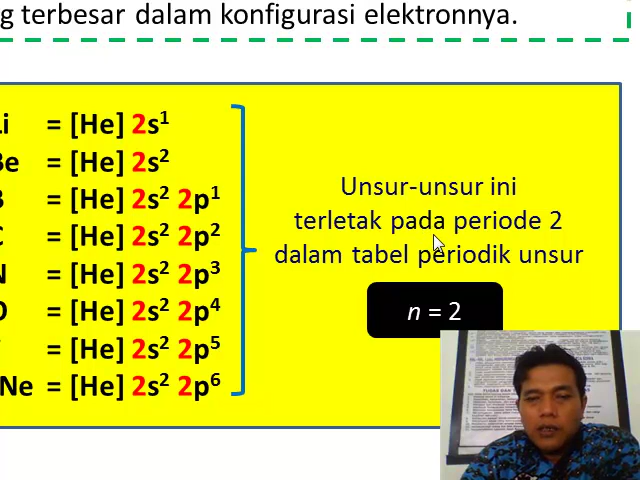 g terbesar dalam konfigurasi elektronnya.
Li = [He] 2s¹
Be = [He] 2s²
B = [He] 2s² 2p¹
C = [He] 2s² 2p²
N = [He] 2s² 2p³
O = [He] 2s² 2p⁴
= [He] 2s² 2p⁵
Ne = [He] 2s² 2p⁶
Unsur-unsur ini
terletak pada periode 2
dalam tabel periodik unsur
n = 2